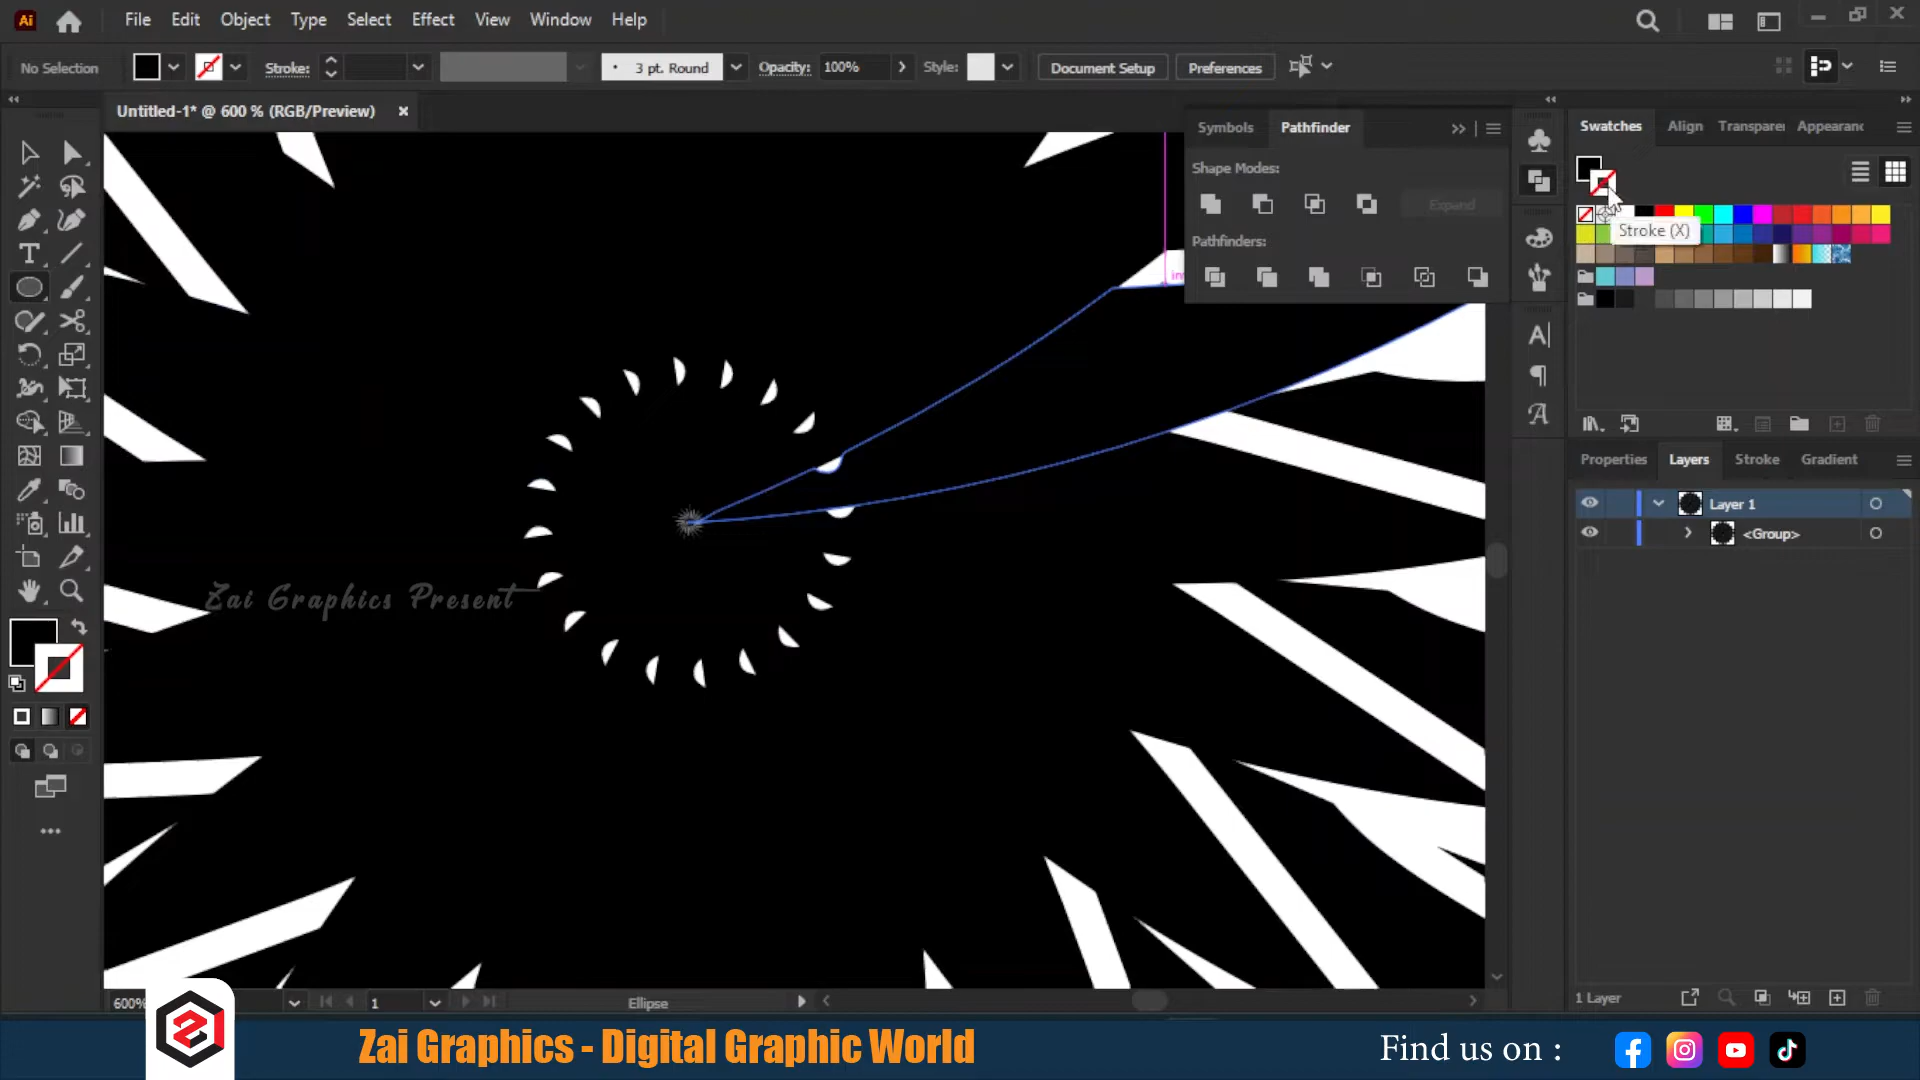 Ai
File Edit Object Type Select Effect View Window Help
No Selection Stroke: 3 pt. Round Opacity: 100% Style: Document Setup Preferences
Untitled-1* @ 600 % (RGB/Preview)
Symbols Pathfinder
Shape Modes:
Expand
Pathfinders:
Swatches Align Transparen Appearanc
Stroke (X)
Properties Layers Stroke Gradient
Layer 1
<Group>
Zai Graphics Present
1 Layer
600% 1 Ellipse
Zai Graphics - Digital Graphic World
Find us on :